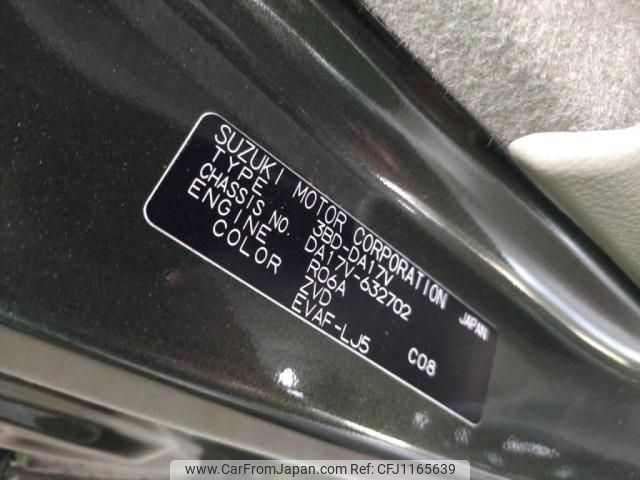 SUZUKI MOTOR CORPORATION JAPAN
TYPE 3BD-DA17V
CHASSIS NO. DA17V-632702
ENGINE R06A
COLOR ZVD
EVAF-LJ5 C08
www.CarFromJapan.com | REF No: CFJ1165639